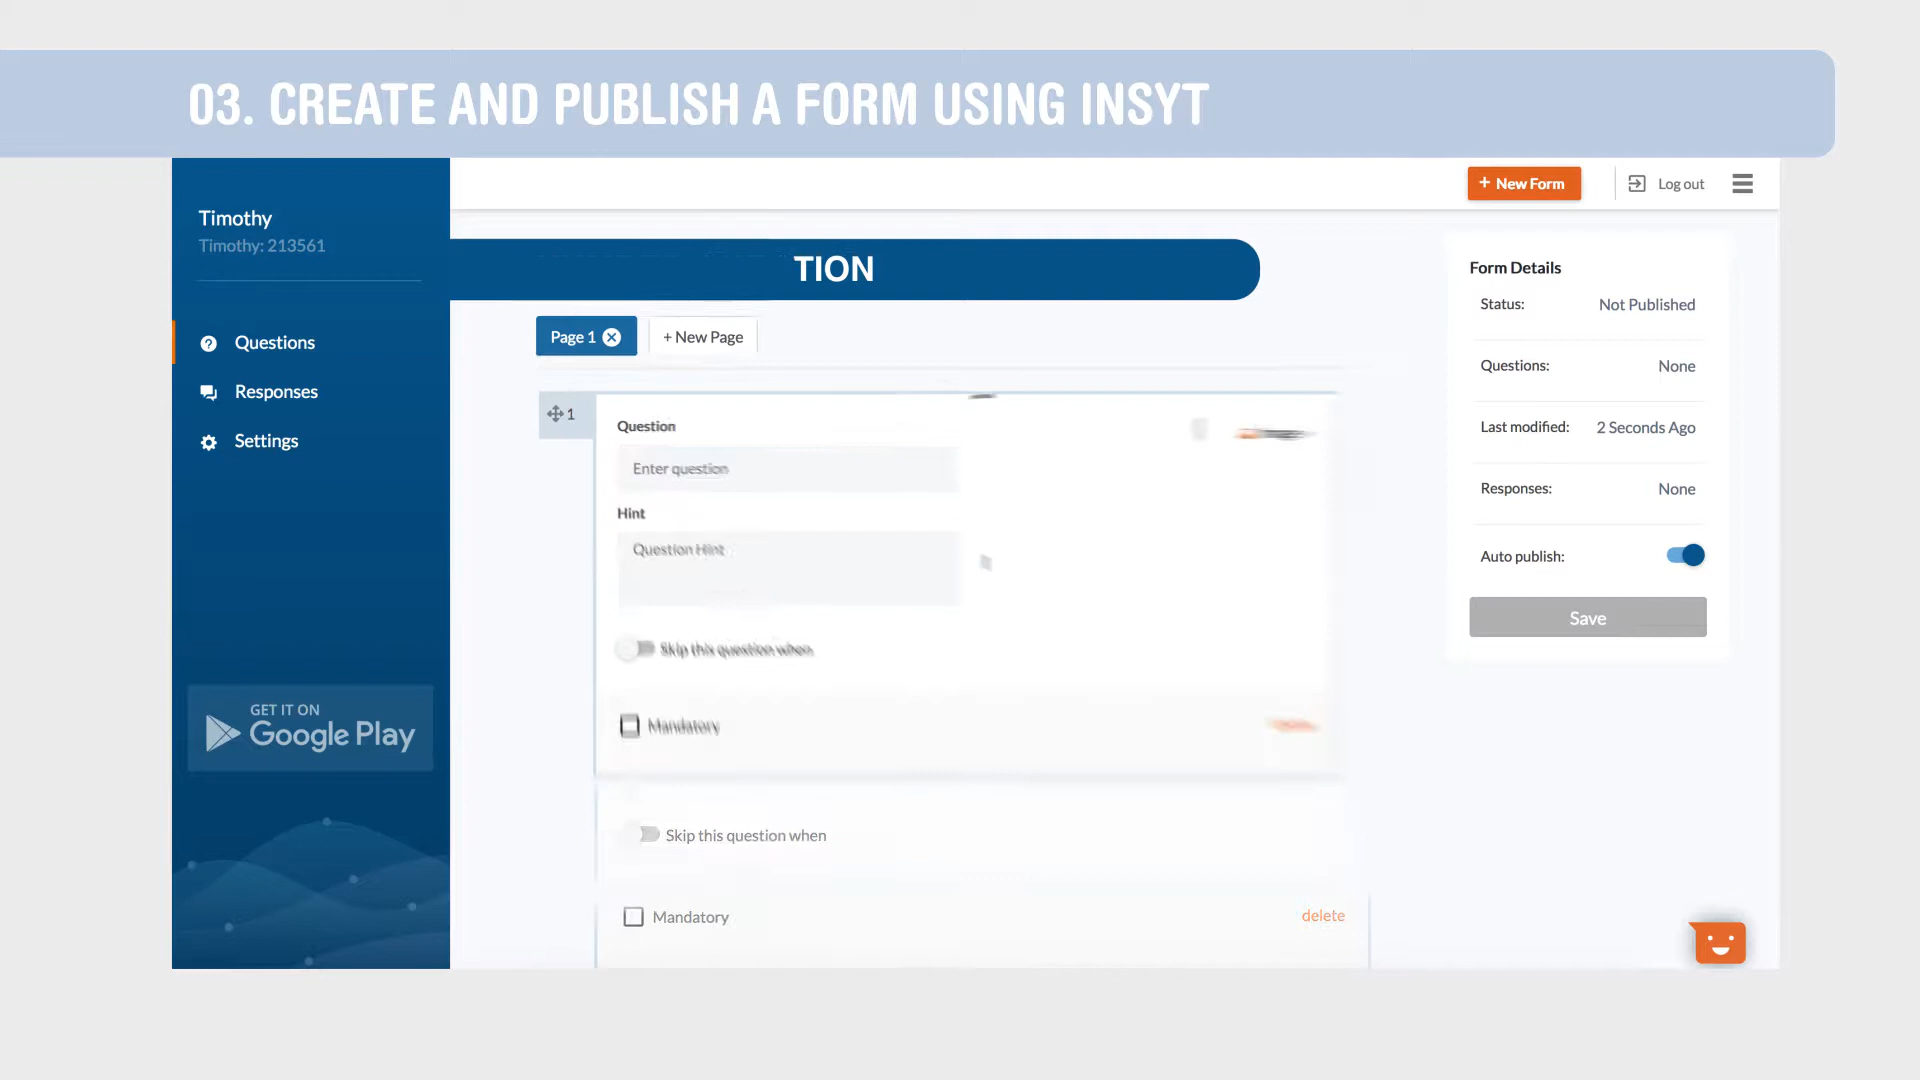 03. CREATE AND PUBLISH A FORM USING INSYT
+ New Form
Log out
Timothy
Timothy: 213561
TION
Form Details
Status: Not Published
Page 1
+ New Page
Questions
Questions: None
Responses
1
Question
Last modified: 2 Seconds Ago
Settings
Enter question
Responses: None
Hint
Question Hint
Auto publish:
Save
Skip this question when
GET IT ON
Google Play
Mandatory
Skip this question when
Mandatory
delete